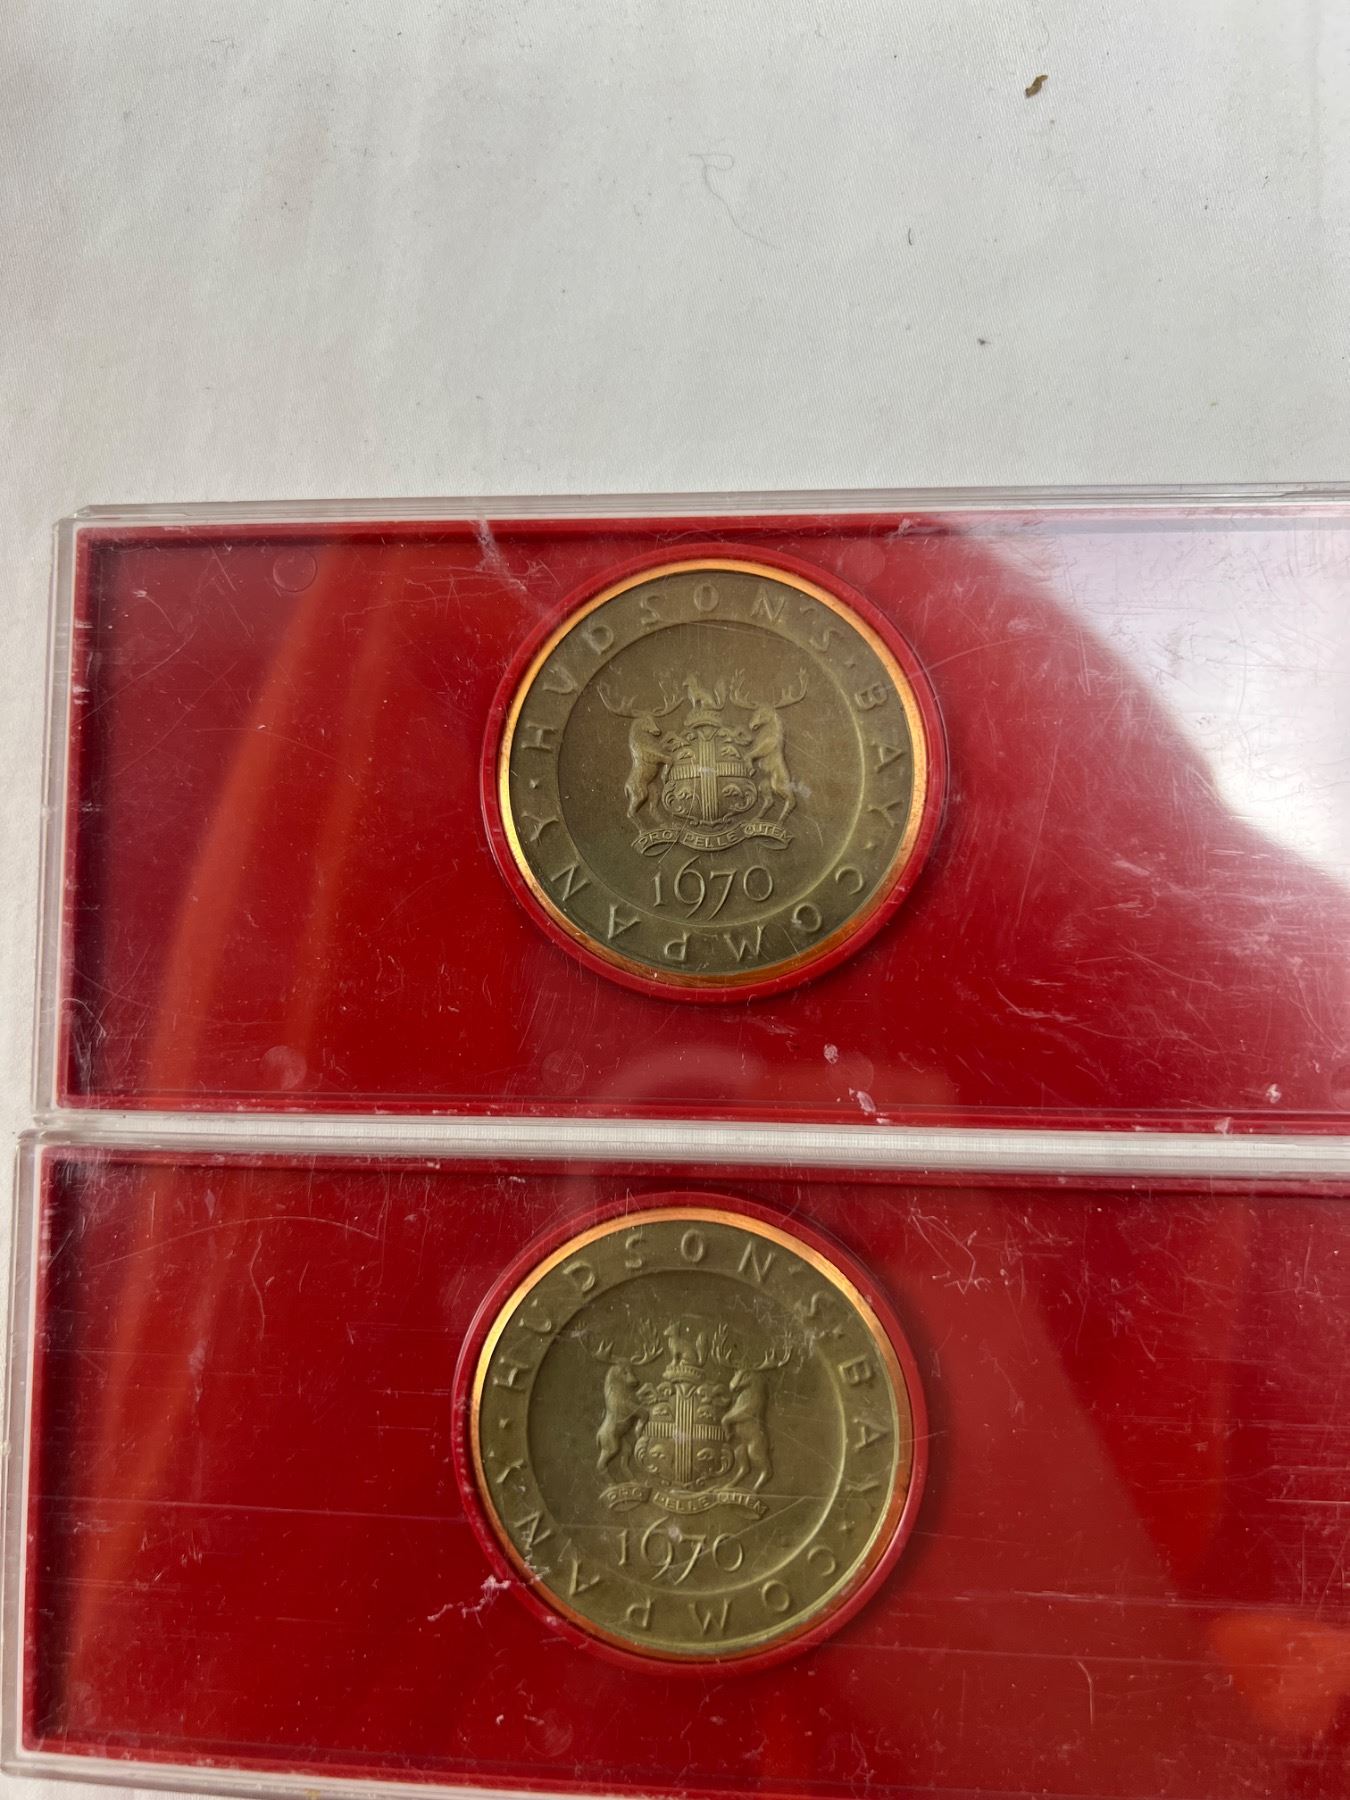 HUDSON'S · BAY · COMPANY ·
PRO PELLE CUTEM
1670
HUDSON'S · BAY · COMPANY ·
PRO PELLE CUTEM
1670